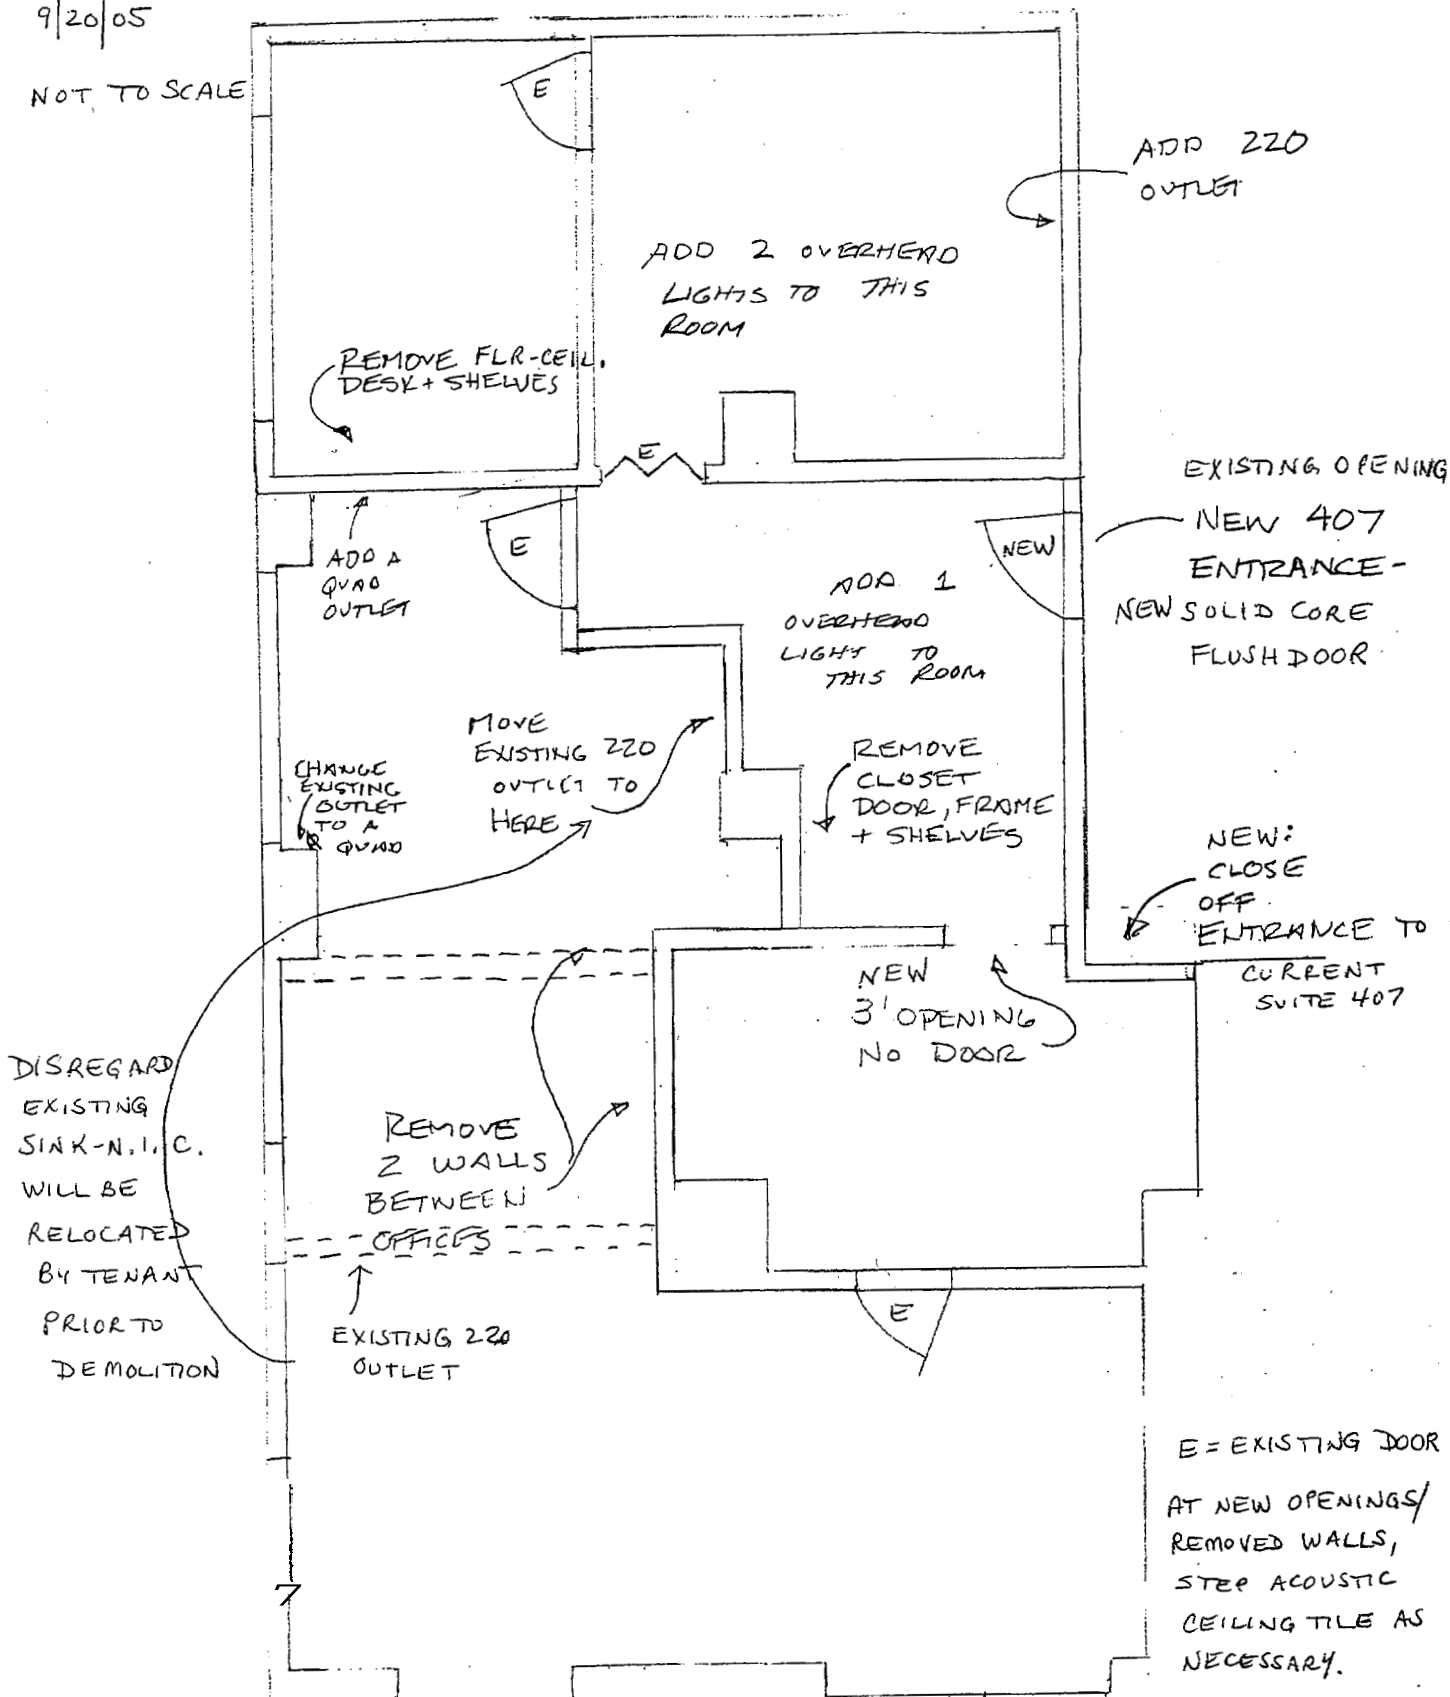 9/20/05
NOT TO SCALE
E
ADD 220
OUTLET
ADD 2 OVERHEAD
LIGHTS TO THIS
ROOM
REMOVE FLR-CEIL.
DESK + SHELVES
E
EXISTING OPENING
NEW 407
ENTRANCE -
NEW SOLID CORE
FLUSH DOOR
ADD A
QUAD
OUTLET
E
NEW
ADD 1
OVERHEAD
LIGHT TO
THIS ROOM
MOVE
EXISTING 220
OUTLET TO
HERE
CHANGE
EXISTING
OUTLET
TO A
QUAD
REMOVE
CLOSET
DOOR, FRAME
+ SHELVES
NEW:
CLOSE
OFF
ENTRANCE TO
CURRENT
SUITE 407
NEW
3' OPENING
NO DOOR
DISREGARD
EXISTING
SINK-N.I.C.
WILL BE
RELOCATED
BY TENANT
PRIOR TO
DEMOLITION
REMOVE
2 WALLS
BETWEEN
OFFICES
EXISTING 220
OUTLET
E
E = EXISTING DOOR
AT NEW OPENINGS/
REMOVED WALLS,
STEP ACOUSTIC
CEILING TILE AS
NECESSARY.
7